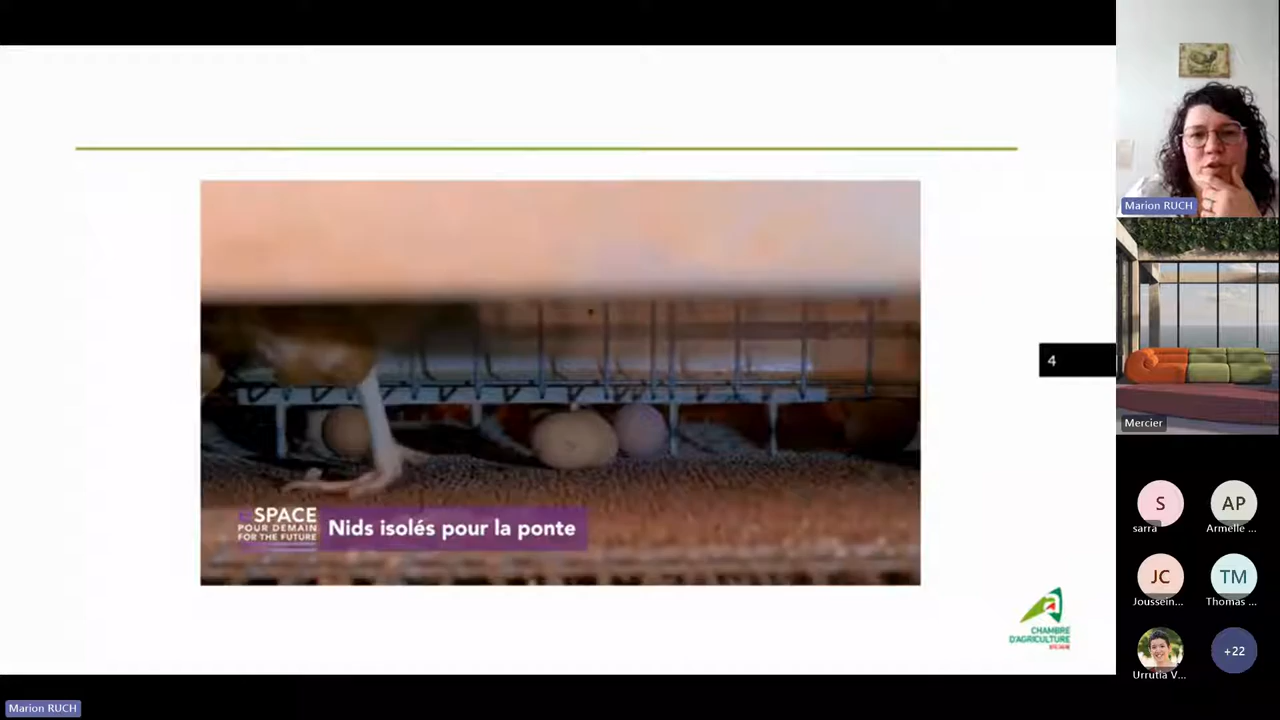 Marion RUCH
4
Mercier
SPACE
POUR DEMAIN
FOR THE FUTURE
Nids isolés pour la ponte
S
sarra
AP
Armelle ...
JC
Joussein...
TM
Thomas ...
CHAMBRE
D'AGRICULTURE
Urrutia V...
+22
Marion RUCH